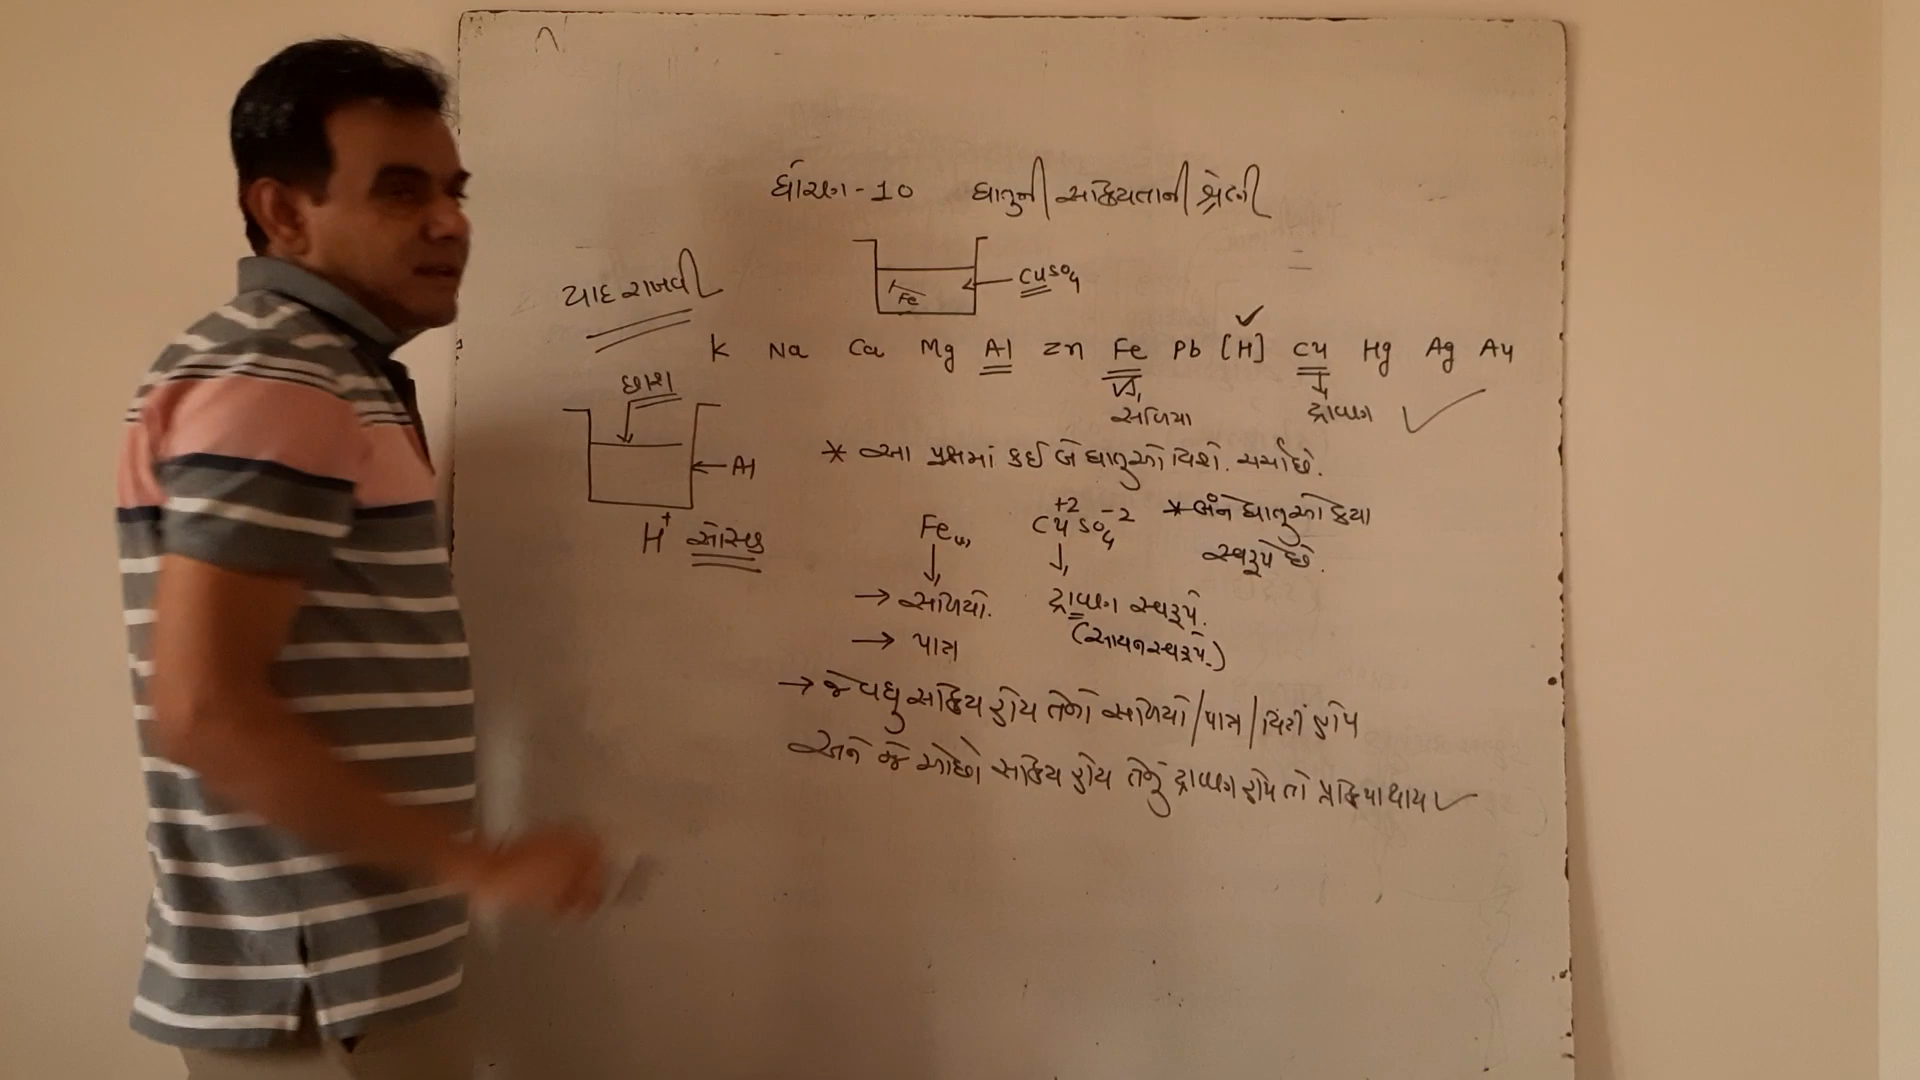 ધોરણ-10 ધાતુની સક્રિયતાની શ્રેણી
યાદ રાખવી
CuSO4
Fe
K Na Ca Mg Al Zn Fe Pb [H] Cu Hg Ag Au
સળિયા
દ્રાવણ
છાશ
Al
H+ એસિડ
* આ પ્રશ્નમાં કઈ બે ધાતુઓ વિશે ચર્ચા છે.
Fe(s) Cu+2 SO4-2
* બંને ધાતુઓ કયા
સ્વરૂપે છે.
→ સળિયો. દ્રાવણ સ્વરૂપે.
→ પાત્ર (આયનસ્વરૂપે.)
→ જે વધુ સક્રિય હોય તેનો સળિયો/પાત્ર/ હોય
અને જે ઓછો સક્રિય હોય તેનું દ્રાવણ હોય તો પ્રક્રિયા થાય